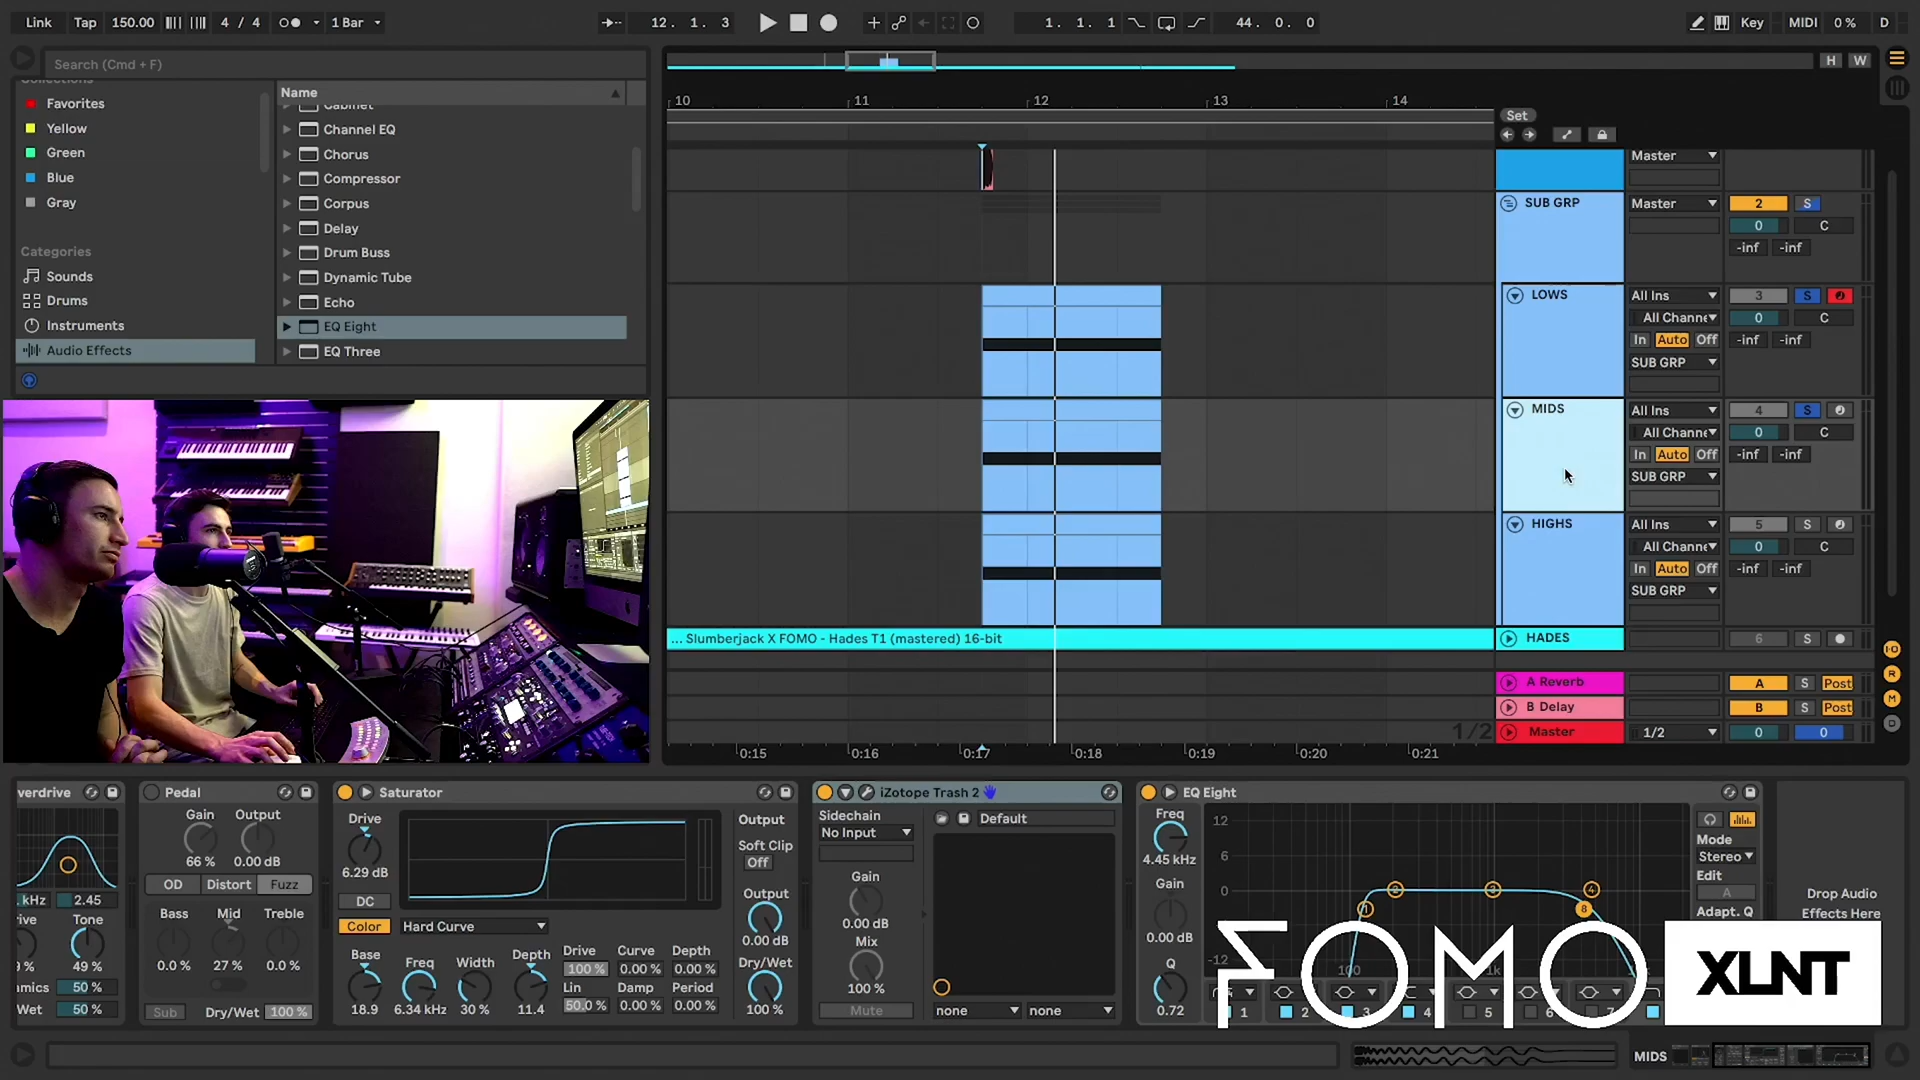 Link Tap 150.00 4 / 4 1 Bar 12. 1. 3 1. 1. 1 44. 0. 0 Key MIDI 0 % D
Search (Cmd + F)
H W
Collections
Favorites
Yellow
Green
Blue
Gray
Categories
Sounds
Drums
Instruments
Audio Effects
Name
Cabinet
Channel EQ
Chorus
Compressor
Corpus
Delay
Drum Buss
Dynamic Tube
Echo
EQ Eight
EQ Three
10 11 12 13 14
Set
Master
SUB GRP Master 2 S
0 C
-inf -inf
LOWS All Ins 3 S
All Channe 0 C
In Auto Off -inf -inf
SUB GRP
MIDS All Ins 4 S
All Channe 0 C
In Auto Off -inf -inf
SUB GRP
HIGHS All Ins 5 S
All Channe 0 C
In Auto Off -inf -inf
SUB GRP
... Slumberjack X FOMO - Hades T1 (mastered) 16-bit HADES 6 S
A Reverb A S Post
B Delay B S Post
1/2 Master 1/2 0 0
0:15 0:16 0:17 0:18 0:19 0:20 0:21
verdrive
kHz 2.45
Tone
49 %
50 %
Wet 50 %
Pedal
Gain Output
66 % 0.00 dB
OD Distort Fuzz
Bass Mid Treble
0.0 % 27 % 0.0 %
Sub Dry/Wet 100 %
Saturator
Drive
6.29 dB
DC
Color Hard Curve
Base Freq Width Depth
18.9 6.34 kHz 30 % 11.4
Drive Curve Depth
100 % 0.00 % 0.00 %
Lin Damp Period
50.0 % 0.00 % 0.00 %
Output
Soft Clip
Off
Output
0.00 dB
Dry/Wet
100 %
iZotope Trash 2
Sidechain
No Input
Gain
0.00 dB
Mix
100 %
Mute
Default
none none
EQ Eight
Freq
4.45 kHz
Gain
0.00 dB
Q
0.72
12
6
0
-12
100 1k
1 2 3 4 5 6 7
Mode
Stereo
Edit
A
Adapt. Q
Drop Audio
Effects Here
FOMO XLNT
MIDS